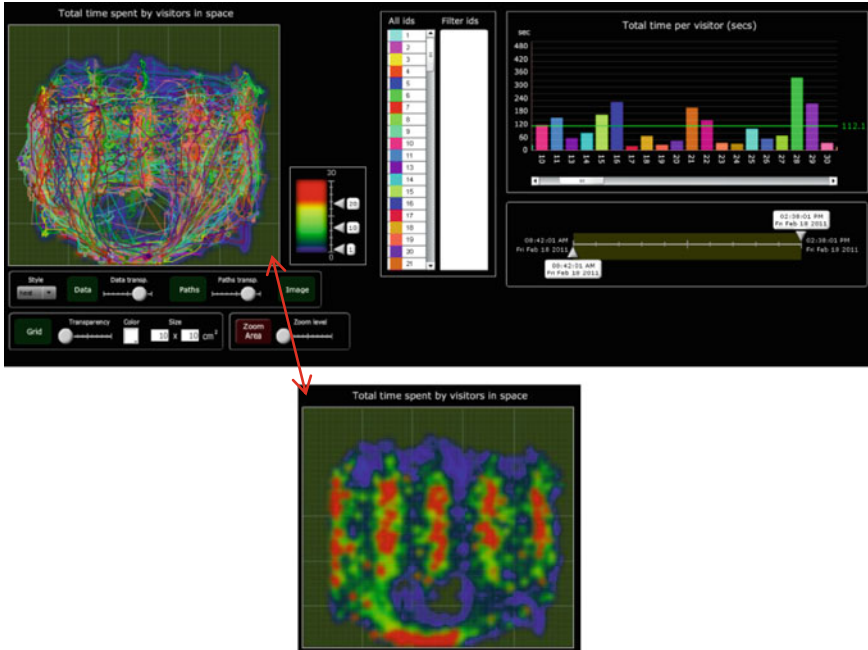 Total time spent by visitors in space
30
20
10
1
0
Style
heat
Data
Data transp.
Paths
Paths transp.
Image
Grid
Transparency
Color
Size
10 x 10 cm²
Zoom Area
Zoom level
All ids
Filter ids
1
2
3
4
5
6
7
8
9
10
11
13
14
15
16
17
18
19
20
21
Total time per visitor (secs)
sec
480
420
360
300
240
180
120
60
0
112.1
10 11 13 14 15 16 17 18 19 20 21 22 23 24 25 26 27 28 29 30
02:38:01 PM
Fri Feb 18 2011
08:42:01 AM
Fri Feb 18 2011
02:38:01 PM
Fri Feb 18 2011
08:42:01 AM
Fri Feb 18 2011
Total time spent by visitors in space